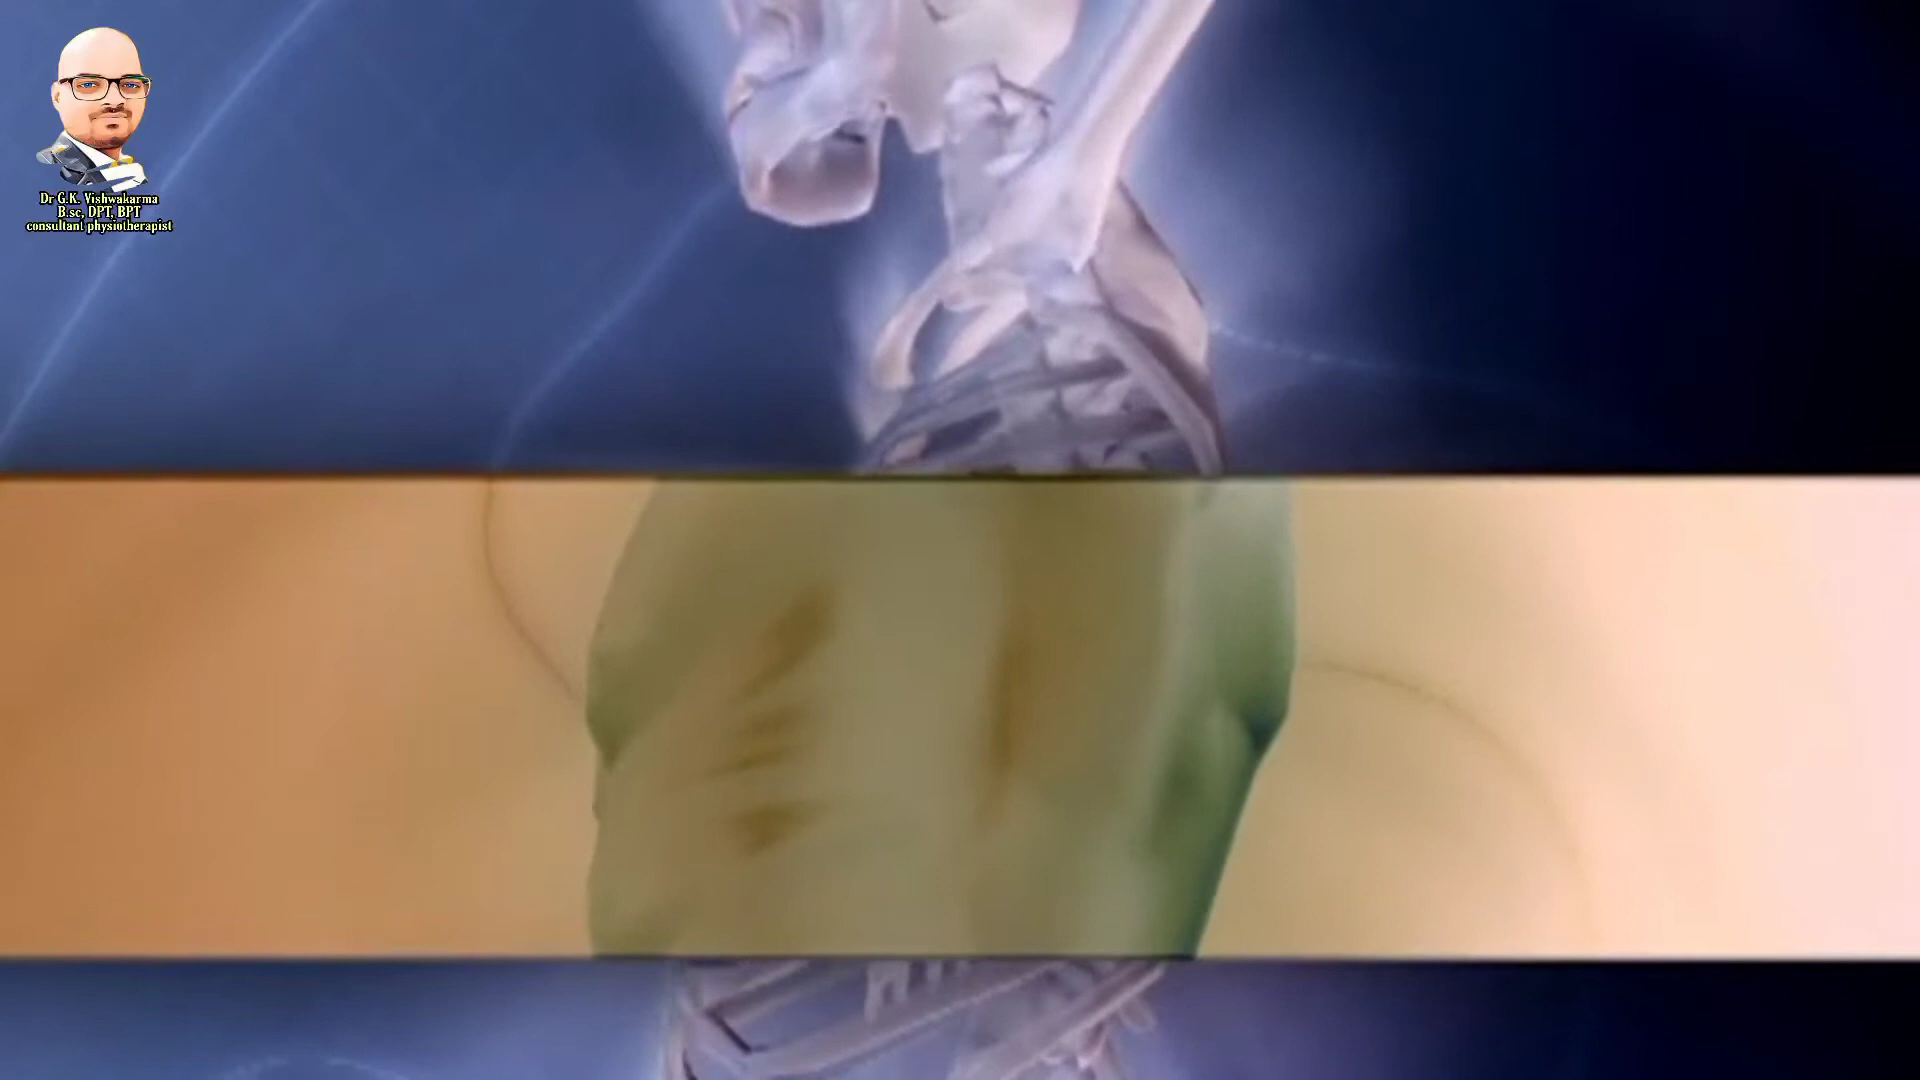 Dr G.K. Vishwakarma
B.sc, DPT, BPT
consultant physiotherapist